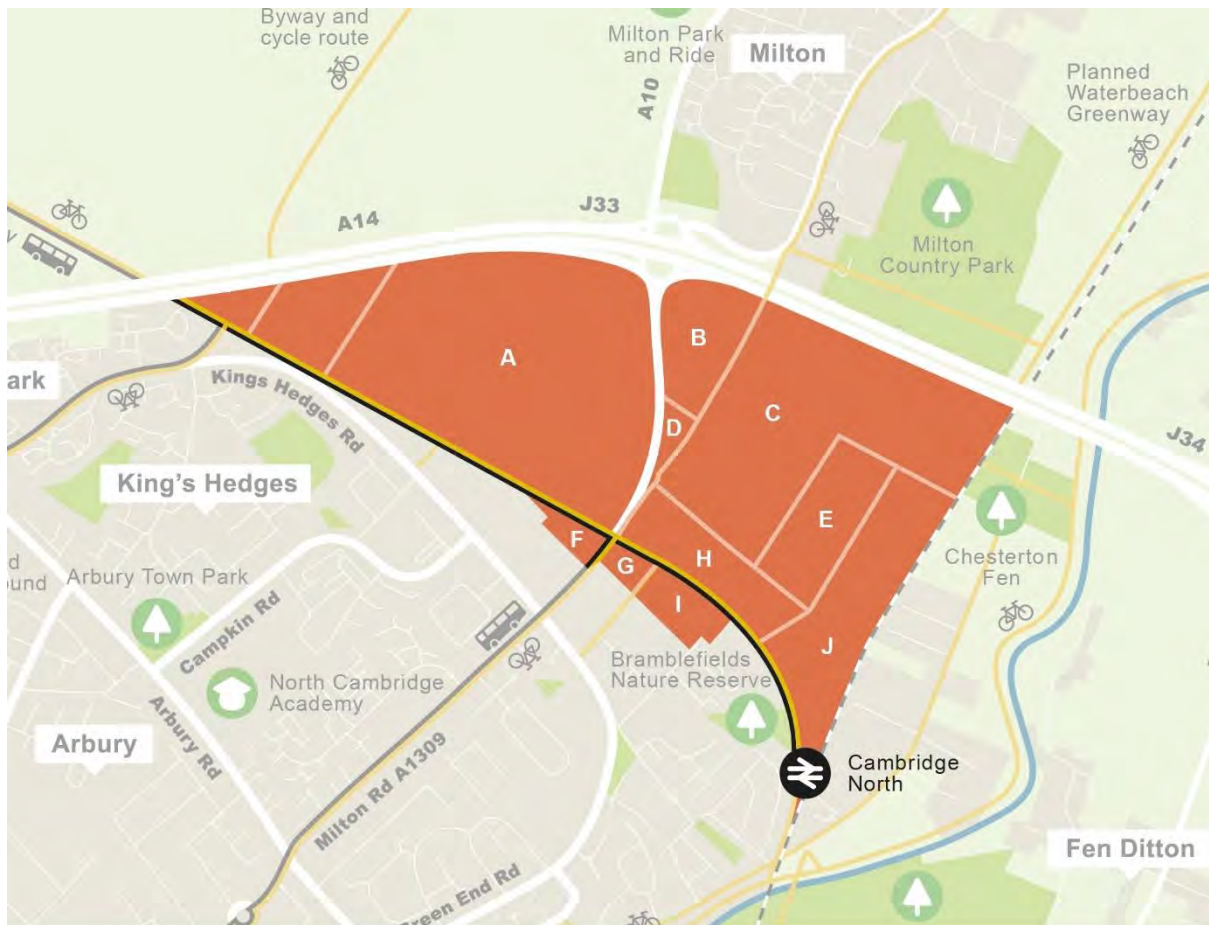 Byway and
cycle route
Milton Park
and Ride
Milton
Planned
Waterbeach
Greenway
A10
J33
A14
Milton
Country Park
B
A
C
D
J34
ark
Kings Hedges Rd
King's Hedges
E
F
G
H
I
J
Chesterton
Fen
Arbury Town Park
Campkin Rd
Bramblefields
Nature Reserve
North Cambridge
Academy
Arbury
Arbury Rd
Milton Rd A1309
Cambridge
North
Fen Ditton
Green End Rd